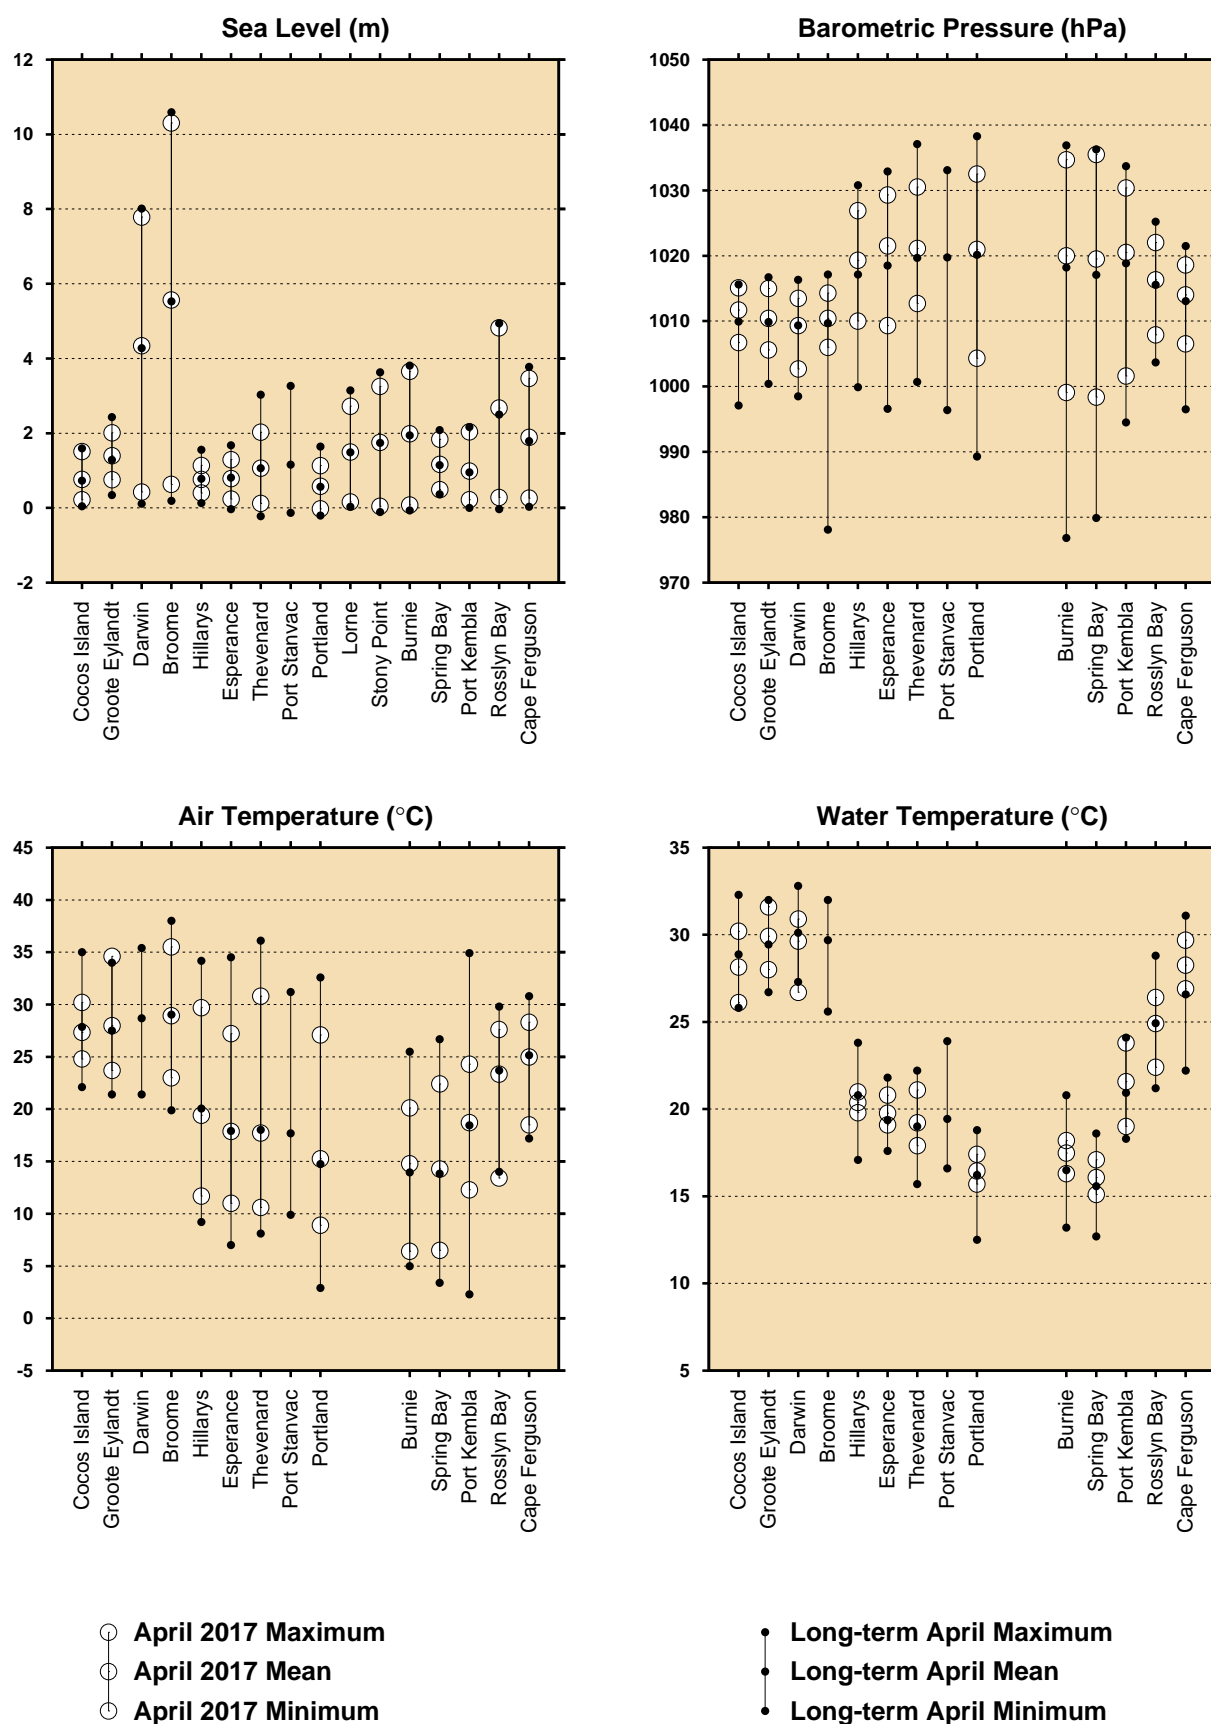 Sea Level (m)
12
10
8
6
4
2
0
-2
Cocos Island
Groote Eylandt
Darwin
Broome
Hillarys
Esperance
Thevenard
Port Stanvac
Portland
Lorne
Stony Point
Burnie
Spring Bay
Port Kembla
Rosslyn Bay
Cape Ferguson
Barometric Pressure (hPa)
1050
1040
1030
1020
1010
1000
990
980
970
Cocos Island
Groote Eylandt
Darwin
Broome
Hillarys
Esperance
Thevenard
Port Stanvac
Portland
Burnie
Spring Bay
Port Kembla
Rosslyn Bay
Cape Ferguson
Air Temperature (°C)
45
40
35
30
25
20
15
10
5
0
-5
Cocos Island
Groote Eylandt
Darwin
Broome
Hillarys
Esperance
Thevenard
Port Stanvac
Portland
Burnie
Spring Bay
Port Kembla
Rosslyn Bay
Cape Ferguson
Water Temperature (°C)
35
30
25
20
15
10
5
Cocos Island
Groote Eylandt
Darwin
Broome
Hillarys
Esperance
Thevenard
Port Stanvac
Portland
Burnie
Spring Bay
Port Kembla
Rosslyn Bay
Cape Ferguson
April 2017 Maximum
April 2017 Mean
April 2017 Minimum
Long-term April Maximum
Long-term April Mean
Long-term April Minimum